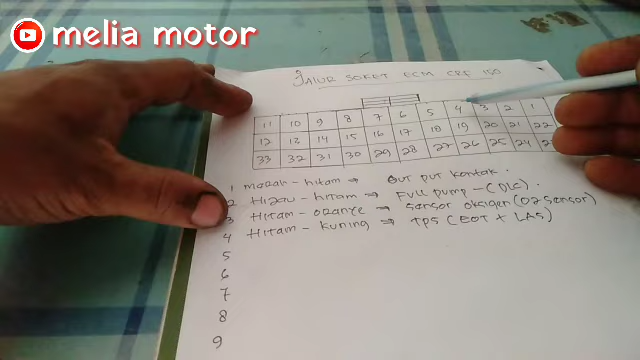 melia motor
JALUR SOKET ECM CRF 150
11 10 9 8 7 6 5 4 3 2 1
12 13 14 15 16 17 18 19 20 21 22
33 32 31 30 29 28 27 26 25 24 2
1 merah - hitam → Out put kontak.
2 Hijau - hitam → Full pump - (DLC).
3 Hitam - oranye → sensor oksigen (O2 sensor)
4 Hitam - kuning → TPS (EOT + IAS)
5
6
7
8
9